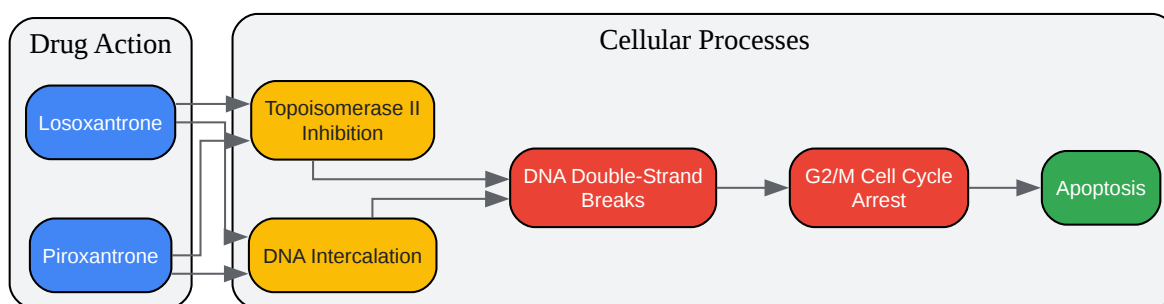 Drug Action
Cellular Processes
Losoxantrone
Topoisomerase II
Inhibition
Piroxantrone
DNA Intercalation
DNA Double-Strand
Breaks
G2/M Cell Cycle
Arrest
Apoptosis